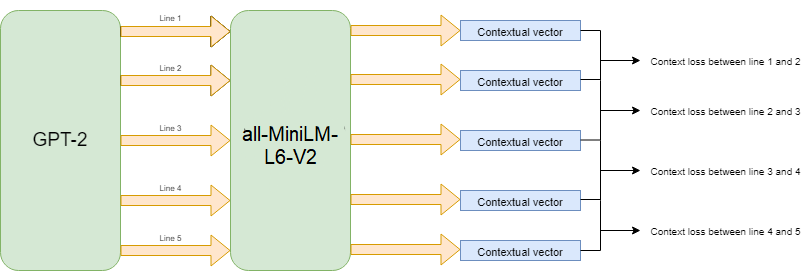 Line 1
Contextual vector
Context loss between line 1 and 2
Line 2
Contextual vector
Context loss between line 2 and 3
GPT-2
Line 3
all-MiniLM-
L6-V2
Contextual vector
Context loss between line 3 and 4
Line 4
Contextual vector
Context loss between line 4 and 5
Line 5
Contextual vector